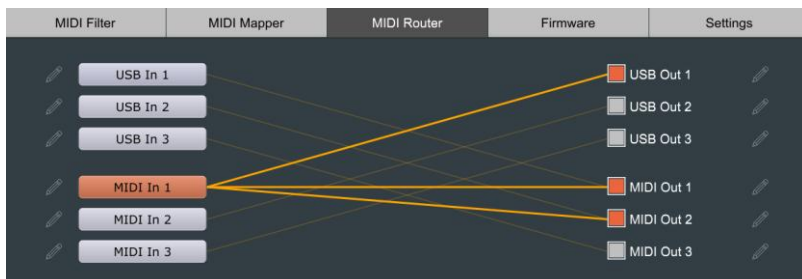 MIDI Filter MIDI Mapper MIDI Router Firmware Settings
USB In 1 USB Out 1
USB In 2 USB Out 2
USB In 3 USB Out 3
MIDI In 1 MIDI Out 1
MIDI In 2 MIDI Out 2
MIDI In 3 MIDI Out 3